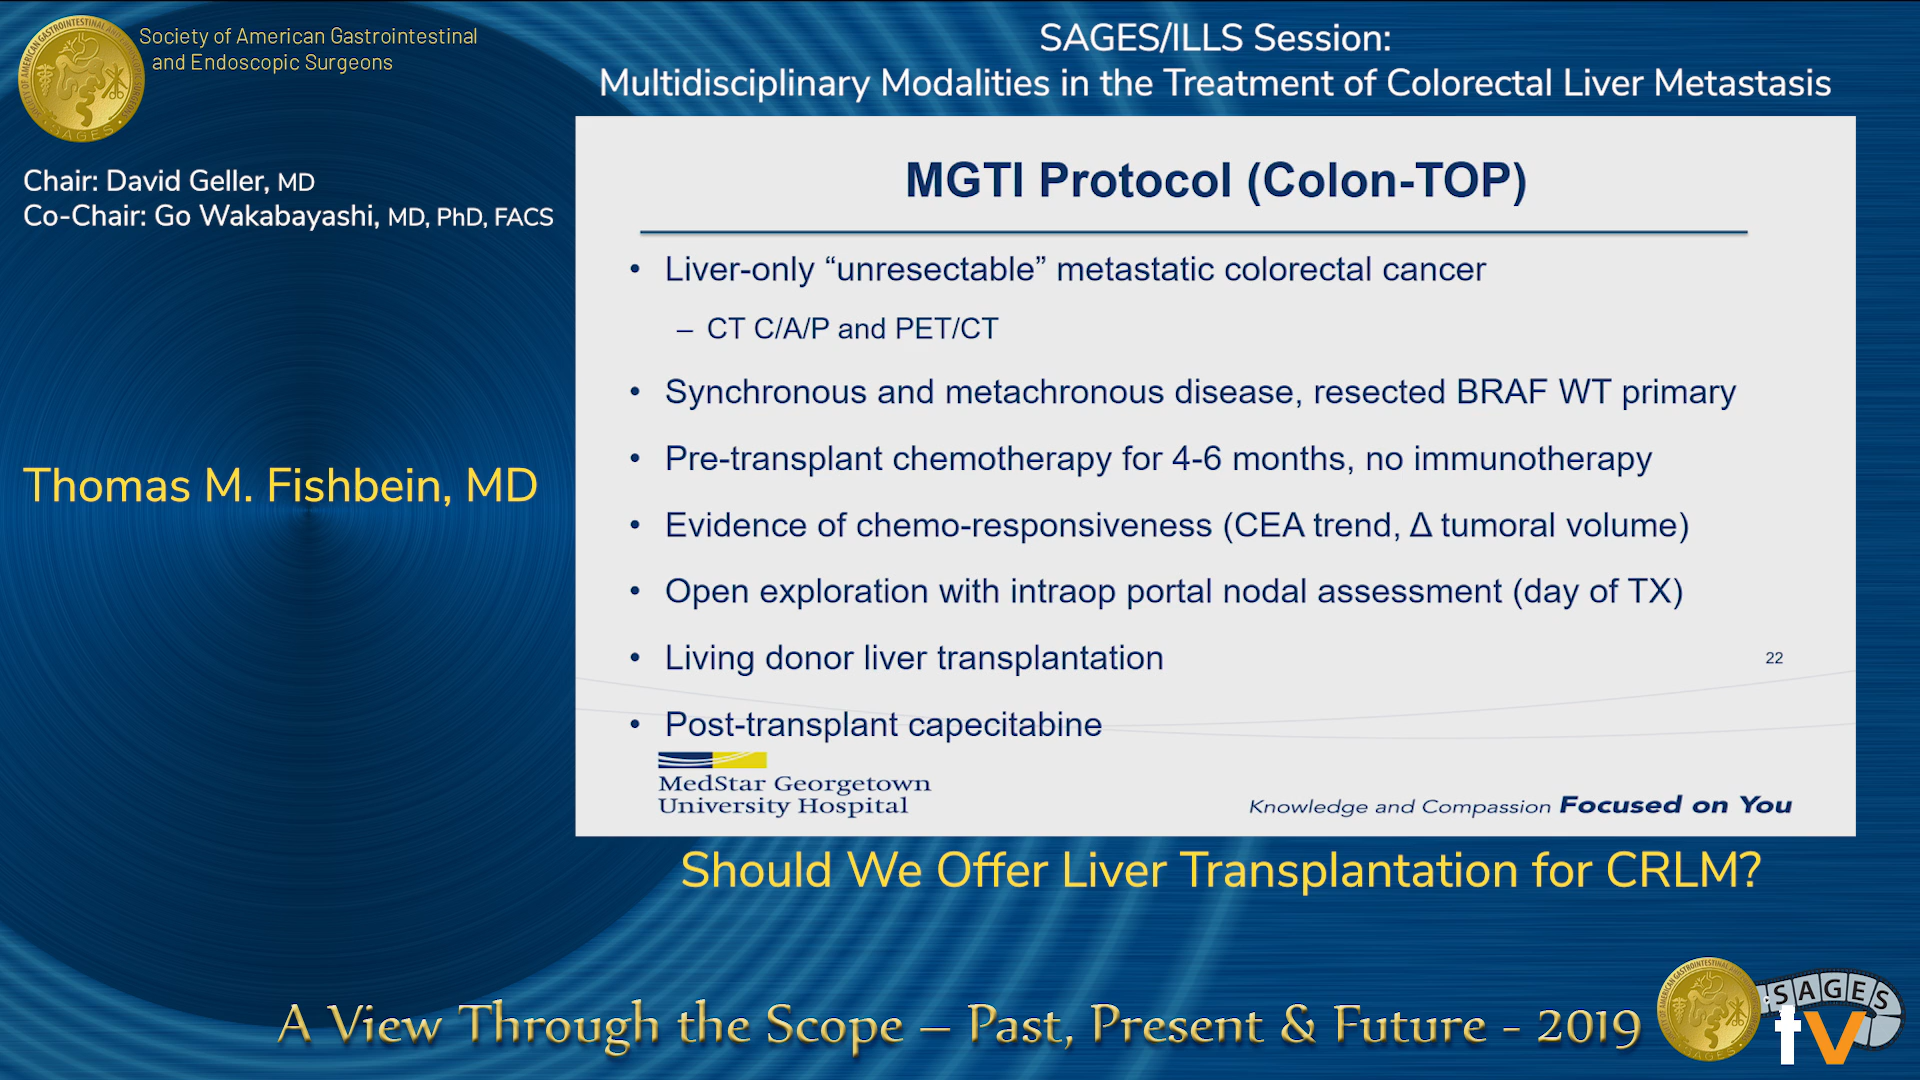 Society of American Gastrointestinal
and Endoscopic Surgeons
SAGES/ILLS Session:
Multidisciplinary Modalities in the Treatment of Colorectal Liver Metastasis
Chair: David Geller, MD
Co-Chair: Go Wakabayashi, MD, PhD, FACS
Thomas M. Fishbein, MD
MGTI Protocol (Colon-TOP)
• Liver-only “unresectable” metastatic colorectal cancer
– CT C/A/P and PET/CT
• Synchronous and metachronous disease, resected BRAF WT primary
• Pre-transplant chemotherapy for 4-6 months, no immunotherapy
• Evidence of chemo-responsiveness (CEA trend, Δ tumoral volume)
• Open exploration with intraop portal nodal assessment (day of TX)
• Living donor liver transplantation
22
• Post-transplant capecitabine
MedStar Georgetown
University Hospital
Knowledge and Compassion Focused on You
Should We Offer Liver Transplantation for CRLM?
A View Through the Scope – Past, Present & Future - 2019
SAGES
tv